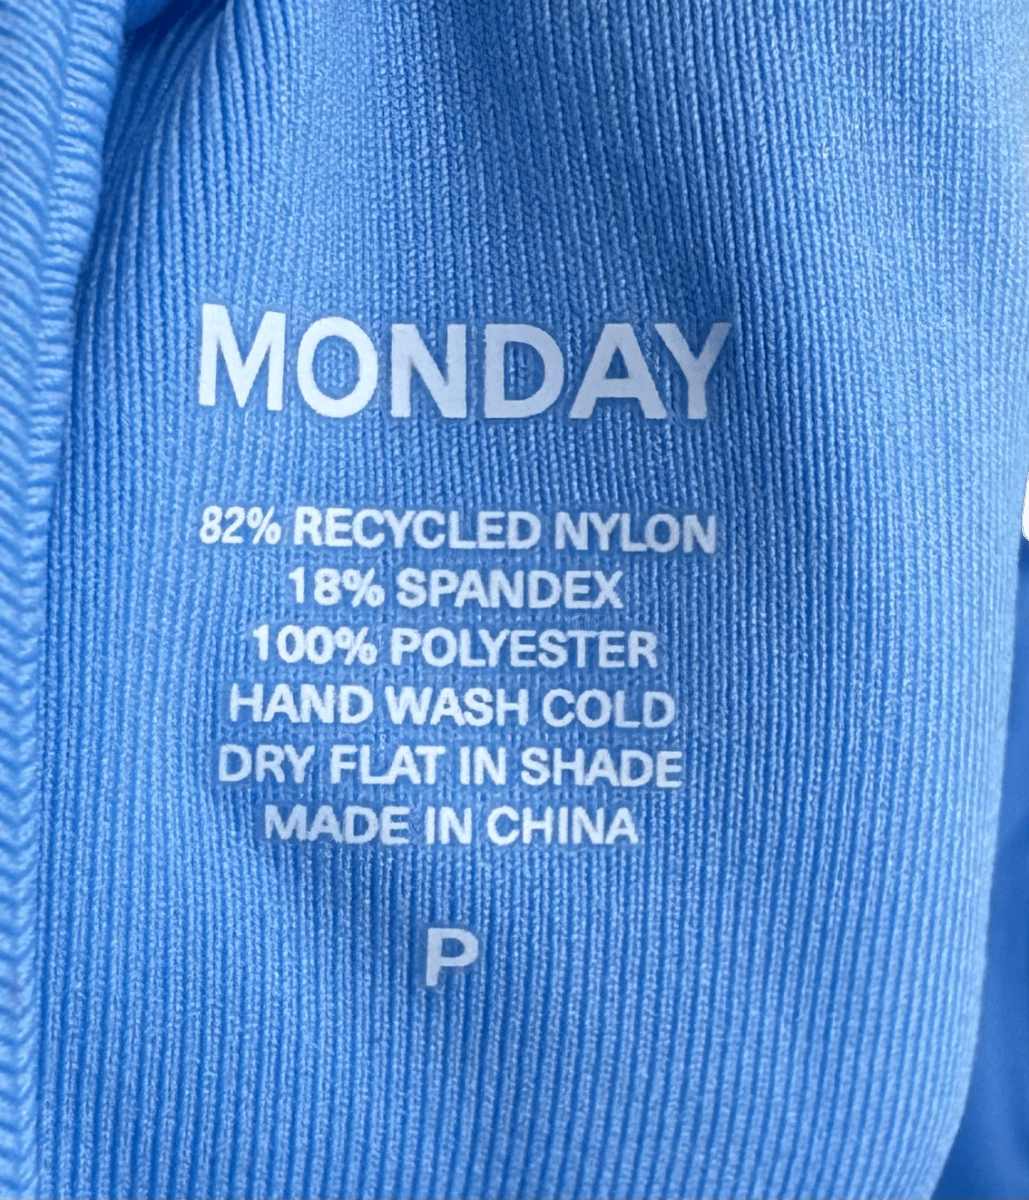 MONDAY
82% RECYCLED NYLON
18% SPANDEX
100% POLYESTER
HAND WASH COLD
DRY FLAT IN SHADE
MADE IN CHINA
P